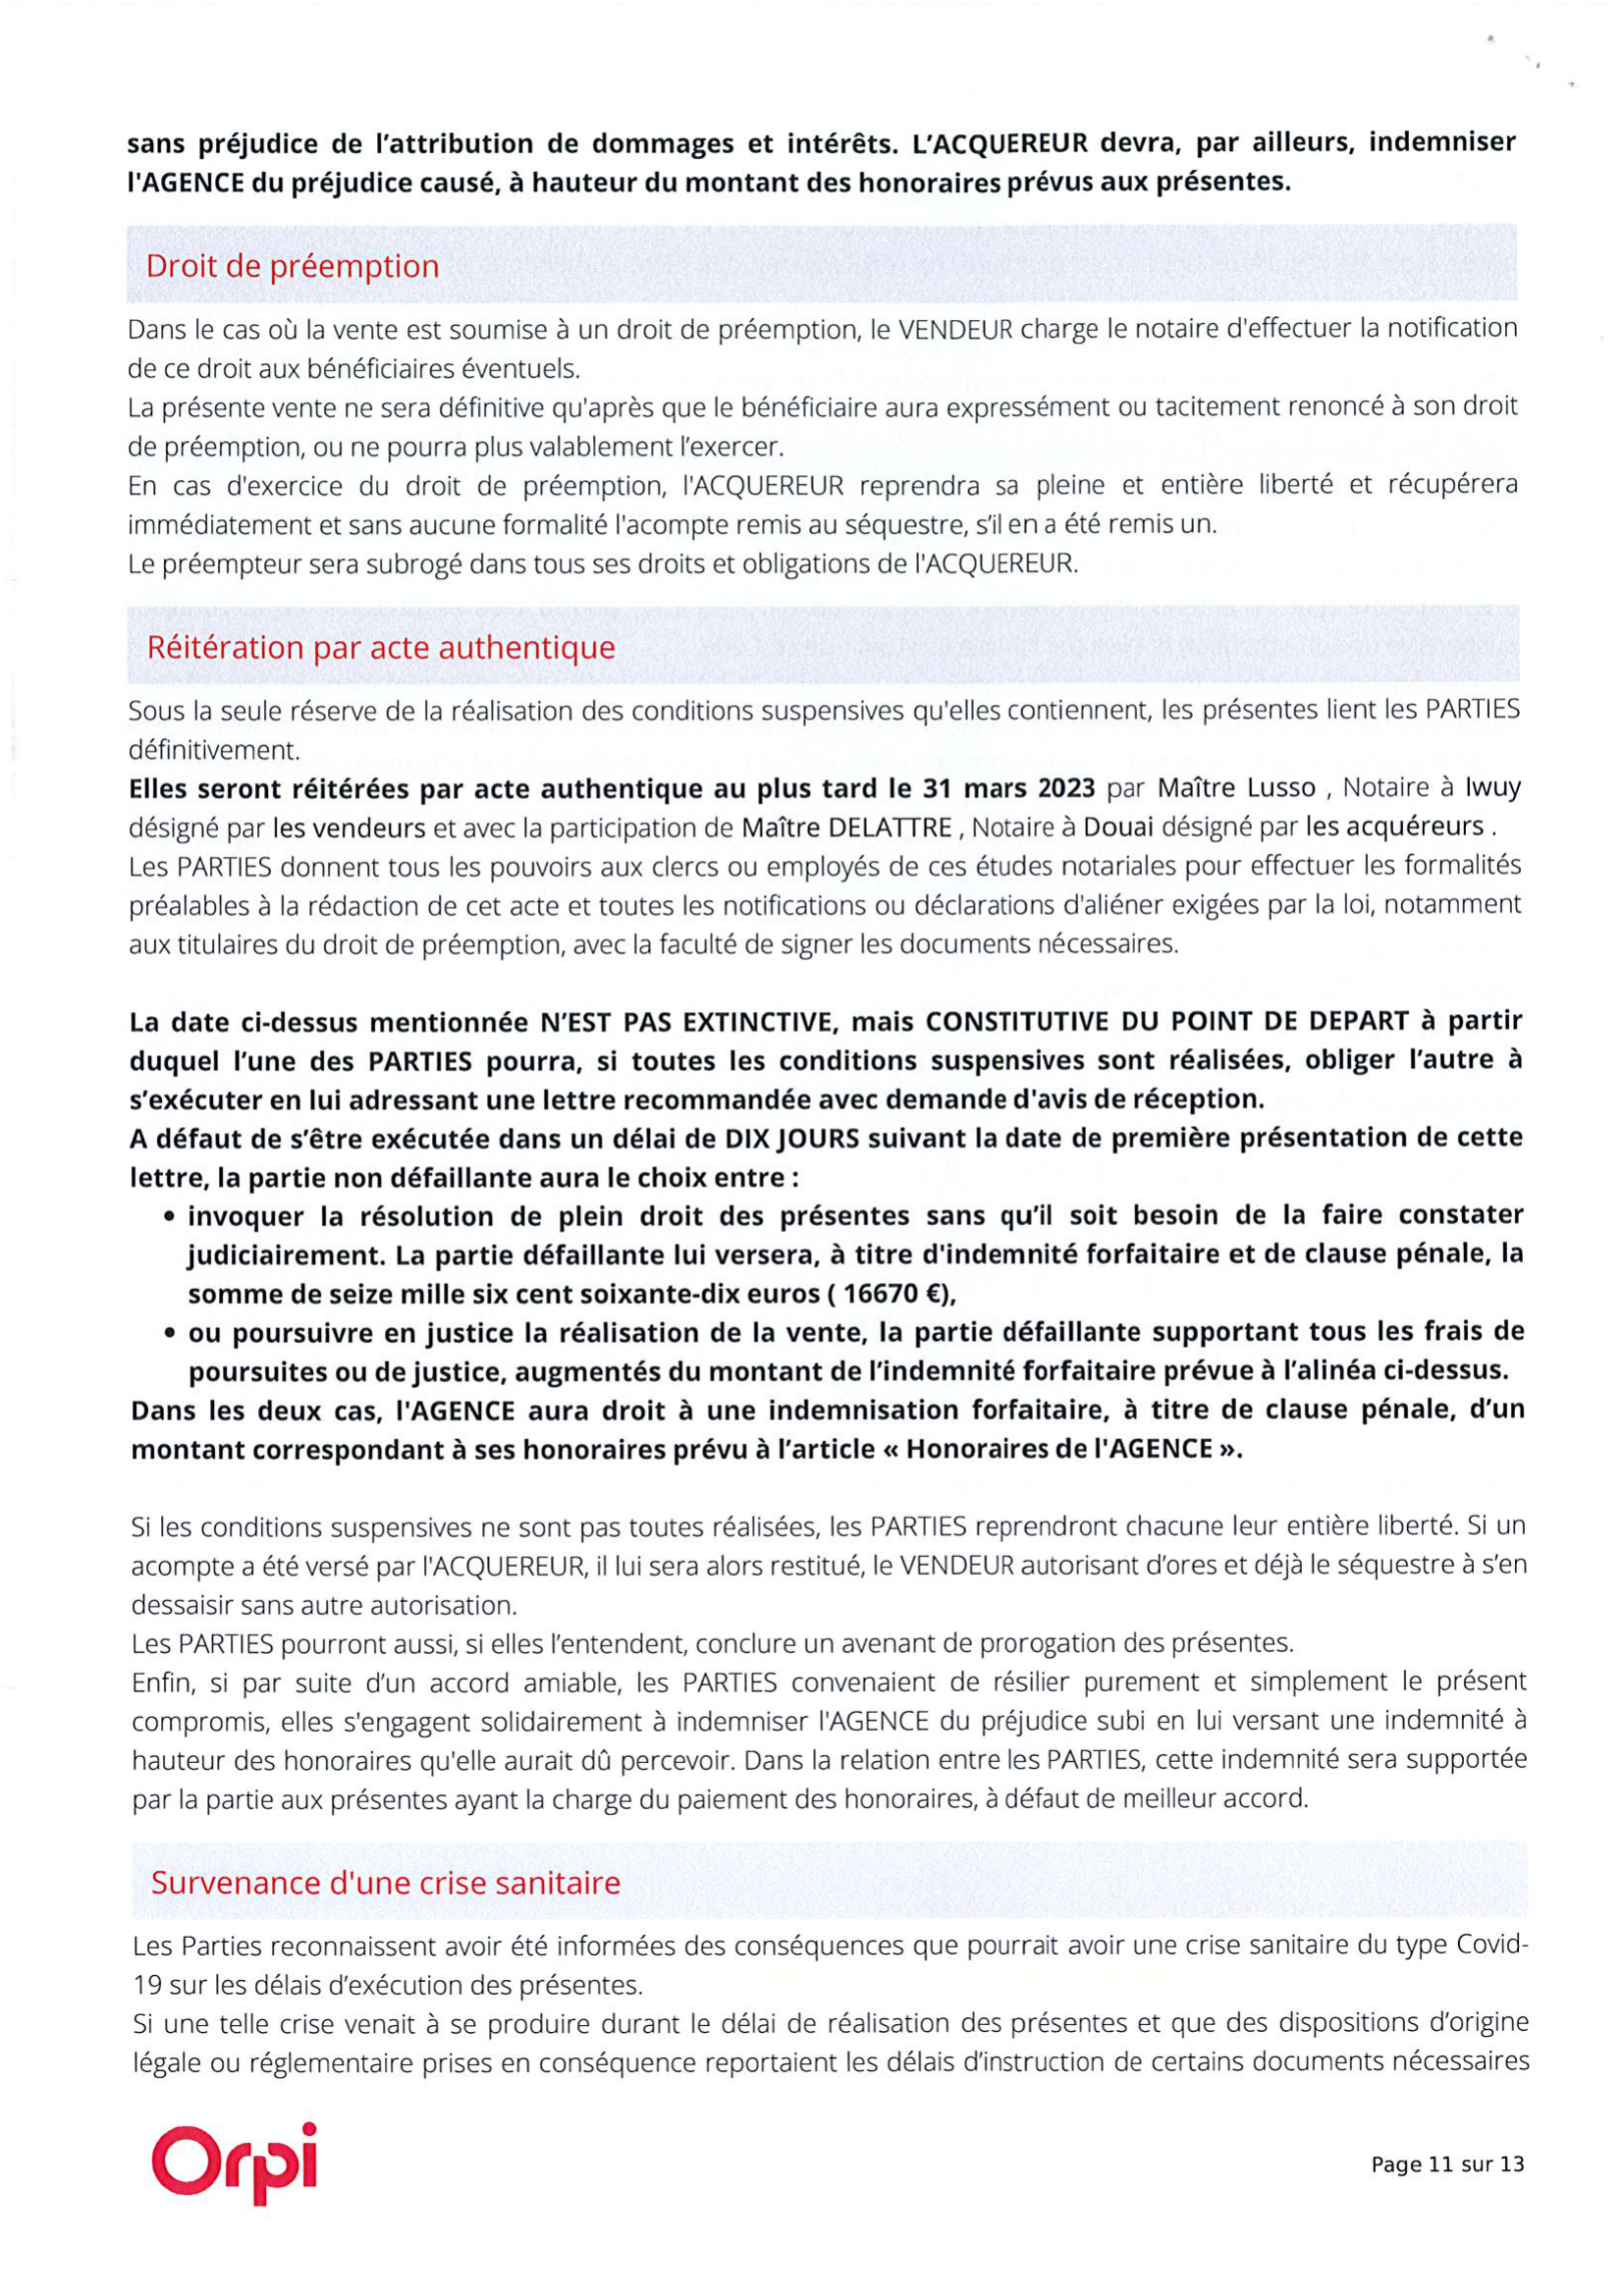 sans préjudice de l'attribution de dommages et intérêts. L'ACQUEREUR devra, par ailleurs, indemniser
l'AGENCE du préjudice causé, à hauteur du montant des honoraires prévus aux présentes.
Droit de préemption
Dans le cas où la vente est soumise à un droit de préemption, le VENDEUR charge le notaire d'effectuer la notification
de ce droit aux bénéficiaires éventuels.
La présente vente ne sera définitive qu'après que le bénéficiaire aura expressément ou tacitement renoncé à son droit
de préemption, ou ne pourra plus valablement l'exercer.
En cas d'exercice du droit de préemption, l'ACQUEREUR reprendra sa pleine et entière liberté et récupérera
immédiatement et sans aucune formalité l'acompte remis au séquestre, s'il en a été remis un.
Le préempteur sera subrogé dans tous ses droits et obligations de l'ACQUEREUR.
Réitération par acte authentique
Sous la seule réserve de la réalisation des conditions suspensives qu'elles contiennent, les présentes lient les PARTIES
définitivement.
Elles seront réitérées par acte authentique au plus tard le 31 mars 2023 par Maître Lusso , Notaire à Iwuy
désigné par les vendeurs et avec la participation de Maître DELATTRE , Notaire à Douai désigné par les acquéreurs .
Les PARTIES donnent tous les pouvoirs aux clercs ou employés de ces études notariales pour effectuer les formalités
préalables à la rédaction de cet acte et toutes les notifications ou déclarations d'aliéner exigées par la loi, notamment
aux titulaires du droit de préemption, avec la faculté de signer les documents nécessaires.
La date ci-dessus mentionnée N'EST PAS EXTINCTIVE, mais CONSTITUTIVE DU POINT DE DEPART à partir
duquel l'une des PARTIES pourra, si toutes les conditions suspensives sont réalisées, obliger l'autre à
s'exécuter en lui adressant une lettre recommandée avec demande d'avis de réception.
A défaut de s'être exécutée dans un délai de DIX JOURS suivant la date de première présentation de cette
lettre, la partie non défaillante aura le choix entre :
• invoquer la résolution de plein droit des présentes sans qu'il soit besoin de la faire constater
judiciairement. La partie défaillante lui versera, à titre d'indemnité forfaitaire et de clause pénale, la
somme de seize mille six cent soixante-dix euros ( 16670 €),
• ou poursuivre en justice la réalisation de la vente, la partie défaillante supportant tous les frais de
poursuites ou de justice, augmentés du montant de l'indemnité forfaitaire prévue à l'alinéa ci-dessus.
Dans les deux cas, l'AGENCE aura droit à une indemnisation forfaitaire, à titre de clause pénale, d'un
montant correspondant à ses honoraires prévu à l'article « Honoraires de l'AGENCE ».
Si les conditions suspensives ne sont pas toutes réalisées, les PARTIES reprendront chacune leur entière liberté. Si un
acompte a été versé par l'ACQUEREUR, il lui sera alors restitué, le VENDEUR autorisant d'ores et déjà le séquestre à s'en
dessaisir sans autre autorisation.
Les PARTIES pourront aussi, si elles l'entendent, conclure un avenant de prorogation des présentes.
Enfin, si par suite d'un accord amiable, les PARTIES convenaient de résilier purement et simplement le présent
compromis, elles s'engagent solidairement à indemniser l'AGENCE du préjudice subi en lui versant une indemnité à
hauteur des honoraires qu'elle aurait dû percevoir. Dans la relation entre les PARTIES, cette indemnité sera supportée
par la partie aux présentes ayant la charge du paiement des honoraires, à défaut de meilleur accord.
Survenance d'une crise sanitaire
Les Parties reconnaissent avoir été informées des conséquences que pourrait avoir une crise sanitaire du type Covid-
19 sur les délais d'exécution des présentes.
Si une telle crise venait à se produire durant le délai de réalisation des présentes et que des dispositions d'origine
légale ou réglementaire prises en conséquence reportaient les délais d'instruction de certains documents nécessaires
Orpi
Page 11 sur 13